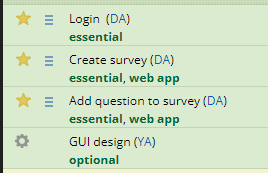 Login (DA)
essential
Create survey (DA)
essential, web app
Add question to survey (DA)
essential, web app
GUI design (YA)
optional